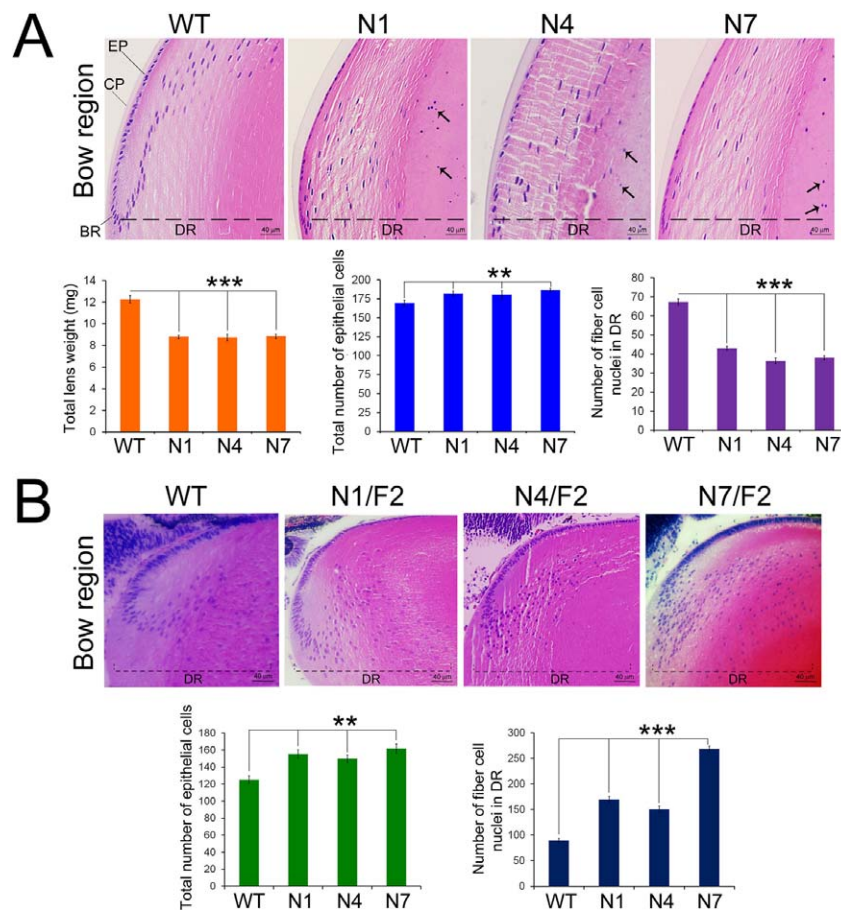 A
WT
N1
N4
N7
Bow region
EP
CP
BR
DR
40 µm
DR
40 µm
DR
40 µm
DR
40 µm
Total lens weight (mg)
14
12
10
8
6
4
2
0
***
WT N1 N4 N7
Total number of epithelial cells
200
175
150
125
100
75
50
25
0
**
WT N1 N4 N7
Number of fiber cell
nuclei in DR
80
70
60
50
40
30
20
10
0
***
WT N1 N4 N7
B
WT
N1/F2
N4/F2
N7/F2
Bow region
DR
40 µm
DR
40 µm
DR
40 µm
DR
40 µm
Total number of epithelial cells
180
160
140
120
100
80
60
40
20
0
**
WT N1 N4 N7
Number of fiber cell
nuclei in DR
300
250
200
150
100
50
0
***
WT N1 N4 N7